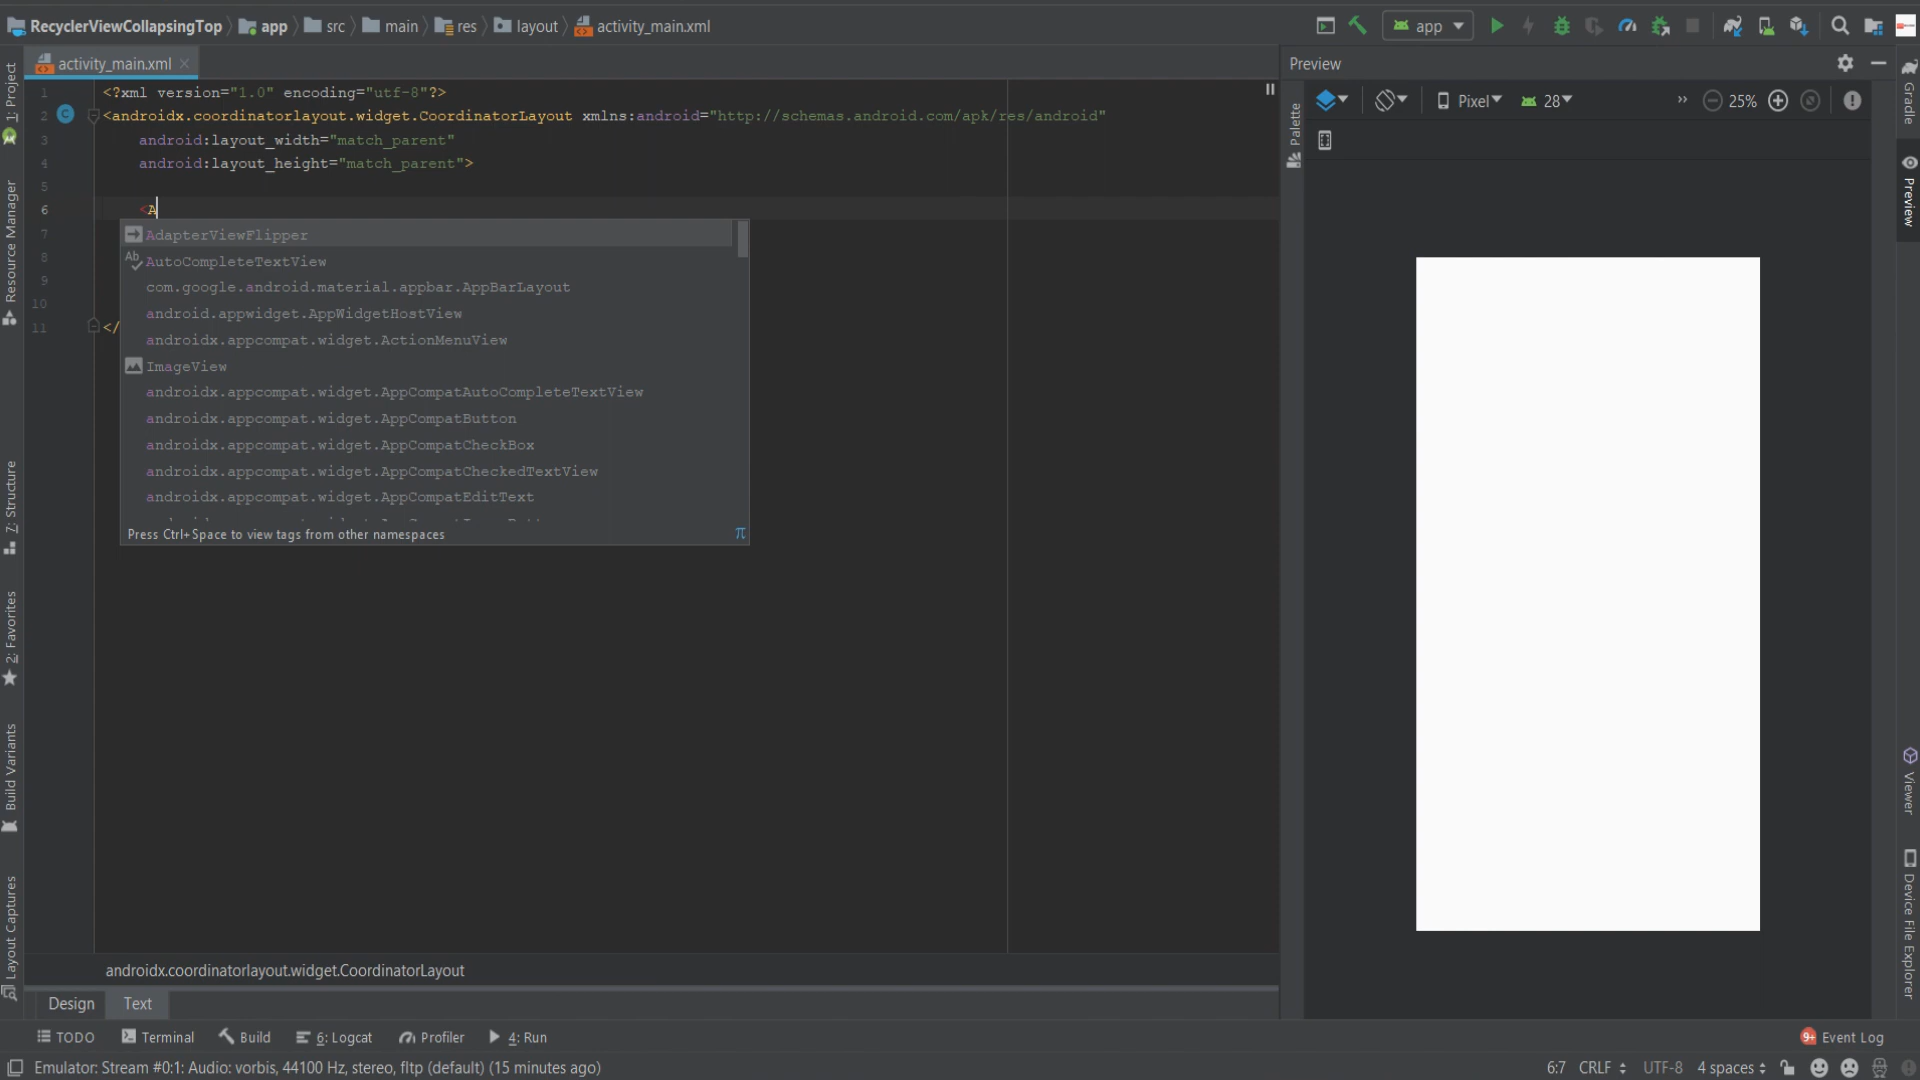 RecyclerViewCollapsingTop app src main res layout activity_main.xml
app
activity_main.xml
Preview
1 <?xml version="1.0" encoding="utf-8"?>
2 <androidx.coordinatorlayout.widget.CoordinatorLayout xmlns:android="http://schemas.android.com/apk/res/android"
3 android:layout_width="match_parent"
4 android:layout_height="match_parent">
5
6 <A
7
8
9
10
11 </
AdapterViewFlipper
AutoCompleteTextView
com.google.android.material.appbar.AppBarLayout
android.appwidget.AppWidgetHostView
androidx.appcompat.widget.ActionMenuView
ImageView
androidx.appcompat.widget.AppCompatAutoCompleteTextView
androidx.appcompat.widget.AppCompatButton
androidx.appcompat.widget.AppCompatCheckBox
androidx.appcompat.widget.AppCompatCheckedTextView
androidx.appcompat.widget.AppCompatEditText
Press Ctrl+Space to view tags from other namespaces π
1: Project
Resource Manager
7: Structure
2: Favorites
Build Variants
Layout Captures
Palette
Pixel 28 » 25%
Gradle
Preview
Viewer
Device File Explorer
androidx.coordinatorlayout.widget.CoordinatorLayout
Design Text
TODO Terminal Build 6: Logcat Profiler 4: Run 9+ Event Log
Emulator: Stream #0:1: Audio: vorbis, 44100 Hz, stereo, fltp (default) (15 minutes ago) 6:7 CRLF UTF-8 4 spaces